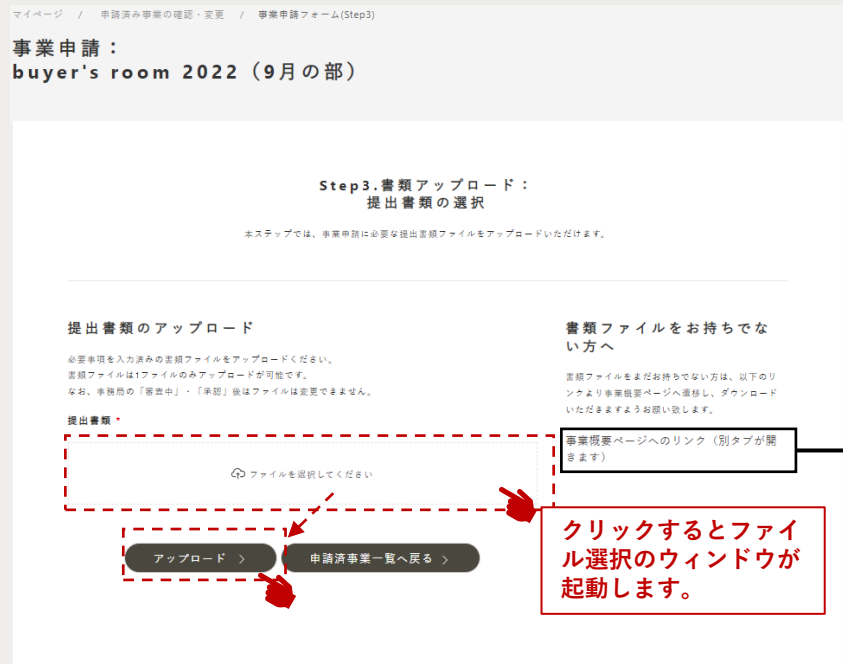 マイページ / 申請済み事業の確認・変更 / 事業申請フォーム(Step3)
事業申請：
buyer's room 2022（9月の部）
Step3.書類アップロード：
提出書類の選択
本ステップでは、事業申請に必要な提出書類ファイルをアップロードいただけます。
提出書類のアップロード
必要事項を入力済みの書類ファイルをアップロードください。
書類ファイルは1ファイルのみアップロードが可能です。
なお、事務局の「審査中」・「承認」後はファイルは変更できません。
提出書類 *
ファイルを選択してください
アップロード >
申請済事業一覧へ戻る >
書類ファイルをお持ちでな
い方へ
書類ファイルをまだお持ちでない方は、以下のリ
ンクより事業概要ページへ遷移し、ダウンロード
いただきますようお願い致します。
事業概要ページへのリンク（別タブが開
きます）
クリックするとファイ
ル選択のウィンドウが
起動します。